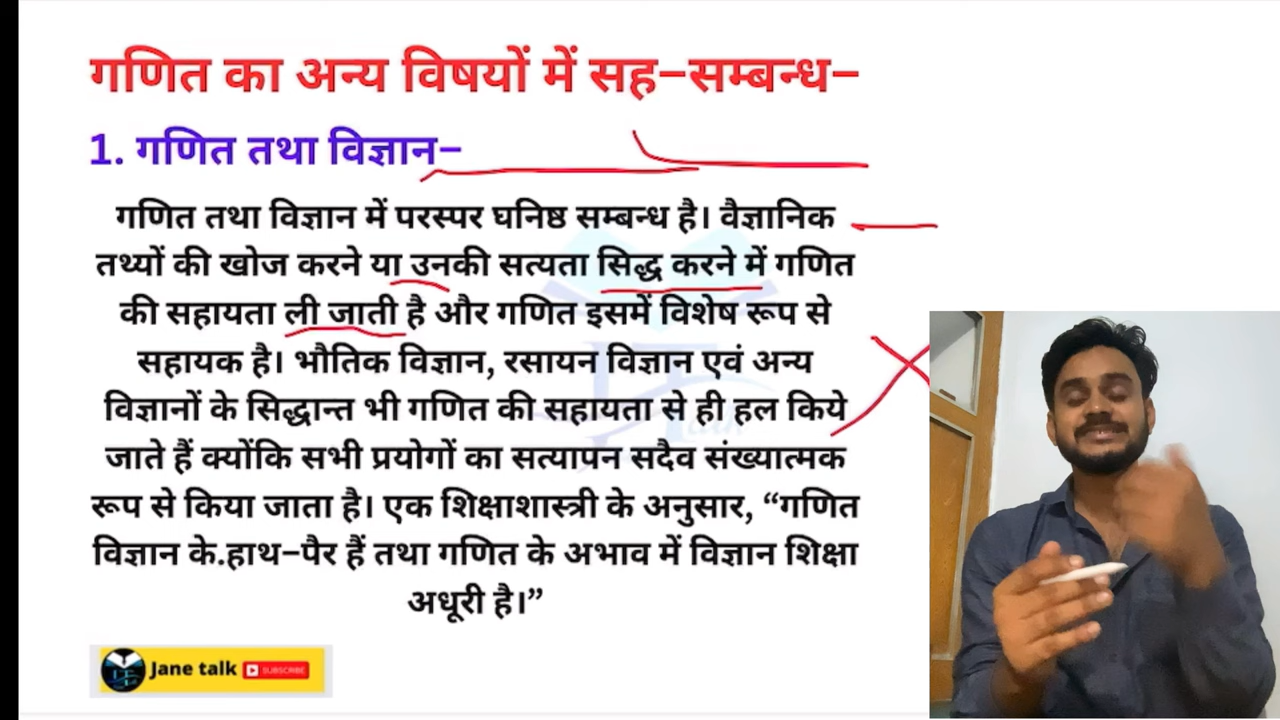 गणित का अन्य विषयों में सह-सम्बन्ध-
1. गणित तथा विज्ञान-
गणित तथा विज्ञान में परस्पर घनिष्ठ सम्बन्ध है। वैज्ञानिक
तथ्यों की खोज करने या उनकी सत्यता सिद्ध करने में गणित
की सहायता ली जाती है और गणित इसमें विशेष रूप से
सहायक है। भौतिक विज्ञान, रसायन विज्ञान एवं अन्य
विज्ञानों के सिद्धान्त भी गणित की सहायता से ही हल किये
जाते हैं क्योंकि सभी प्रयोगों का सत्यापन सदैव संख्यात्मक
रूप से किया जाता है। एक शिक्षाशास्त्री के अनुसार, “गणित
विज्ञान के.हाथ-पैर हैं तथा गणित के अभाव में विज्ञान शिक्षा
अधूरी है।”
Jane talk SUBSCRIBE